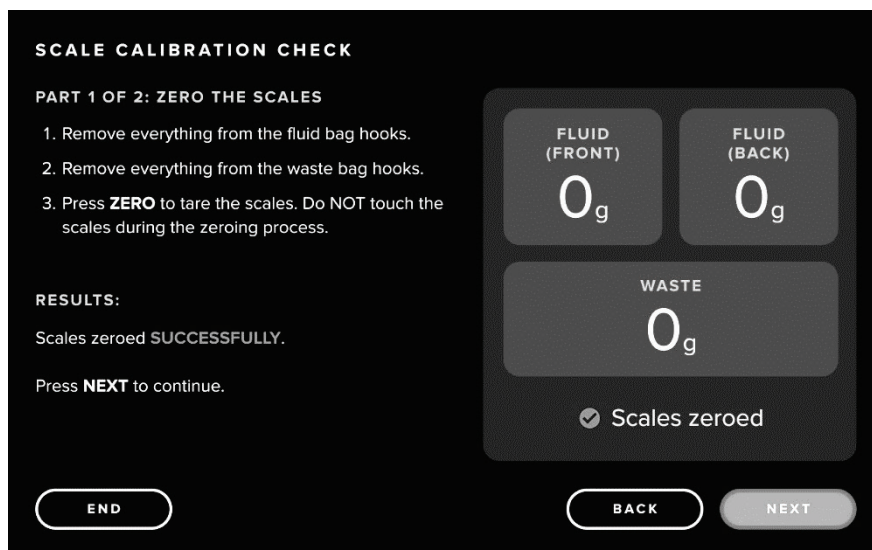 SCALE CALIBRATION CHECK
PART 1 OF 2: ZERO THE SCALES
1. Remove everything from the fluid bag hooks.
2. Remove everything from the waste bag hooks.
3. Press ZERO to tare the scales. Do NOT touch the
scales during the zeroing process.
RESULTS:
Scales zeroed SUCCESSFULLY.
Press NEXT to continue.
FLUID
(FRONT)
0g
FLUID
(BACK)
0g
WASTE
0g
Scales zeroed
END
BACK
NEXT